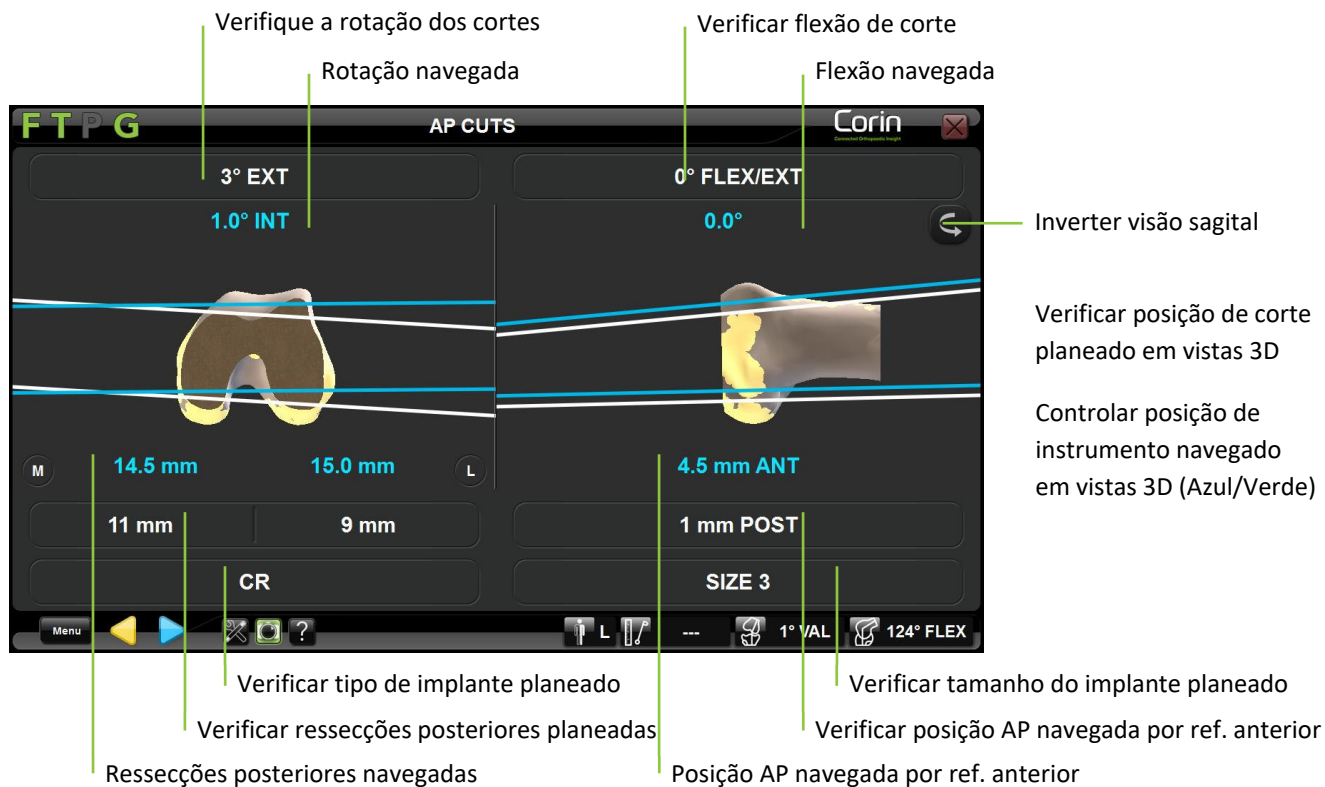 Verifique a rotação dos cortes
Verificar flexão de corte
Rotação navegada
Flexão navegada
F T P G
AP CUTS
Corin
Connected Orthopaedic Insight
3° EXT
0° FLEX/EXT
1.0° INT
0.0°
Inverter visão sagital
Verificar posição de corte
planeado em vistas 3D
Controlar posição de
instrumento navegado
em vistas 3D (Azul/Verde)
M
14.5 mm
15.0 mm
L
4.5 mm ANT
11 mm
9 mm
1 mm POST
CR
SIZE 3
Menu
?
L
---
1° VAL
124° FLEX
Verificar tipo de implante planeado
Verificar tamanho do implante planeado
Verificar ressecções posteriores planeadas
Verificar posição AP navegada por ref. anterior
Ressecções posteriores navegadas
Posição AP navegada por ref. anterior